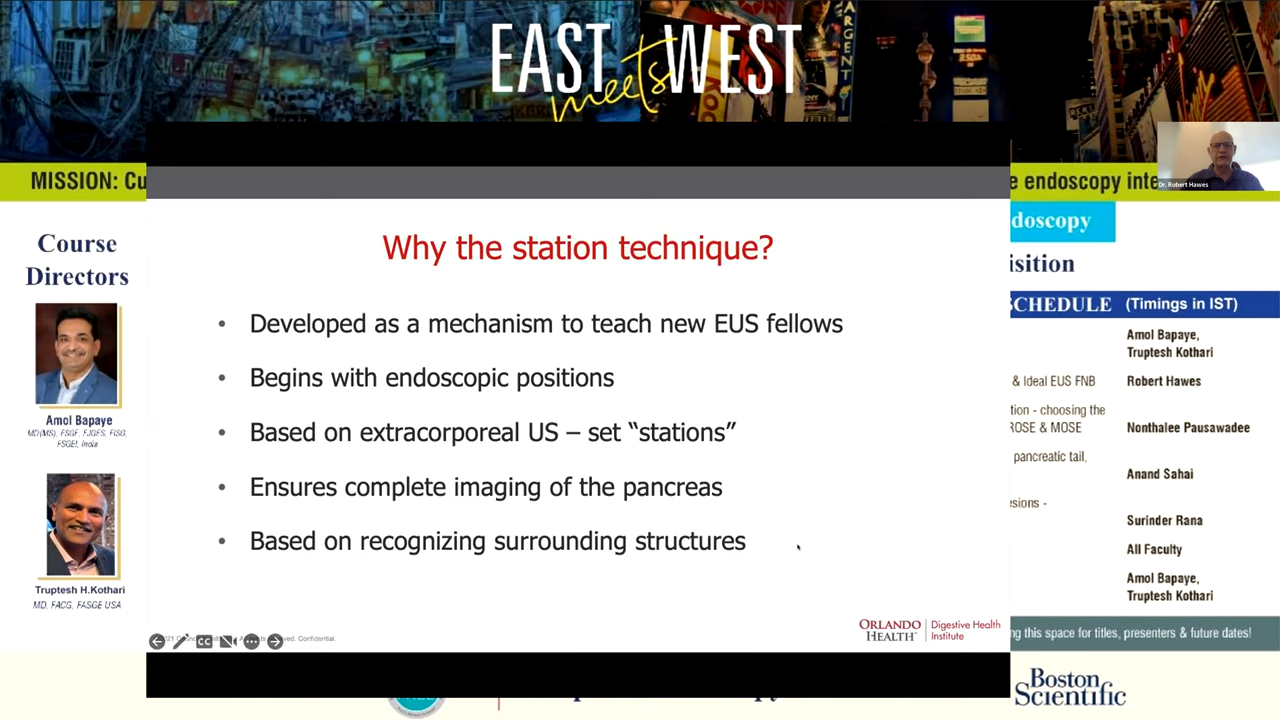 EAST meets WEST
MISSION: Cu
e endoscopy inte
Dr. Robert Hawes
doscopy
isition
SCHEDULE (Timings in IST)
Course
Directors
Amol Bapaye
MD(MS), FSGE, FJGES, FISG,
FSGEI, India
Truptesh H.Kothari
MD, FACG, FASGE USA
Why the station technique?
• Developed as a mechanism to teach new EUS fellows
• Begins with endoscopic positions
• Based on extracorporeal US – set “stations”
• Ensures complete imaging of the pancreas
• Based on recognizing surrounding structures
ORLANDO HEALTH® | Digestive Health Institute
Amol Bapaye,
Truptesh Kothari
& Ideal EUS FNB Robert Hawes
tion - choosing the
ROSE & MOSE Nonthalee Pausawadee
pancreatic tail,
Anand Sahai
esions -
Surinder Rana
All Faculty
Amol Bapaye,
Truptesh Kothari
ng this space for titles, presenters & future dates!
Boston
Scientific